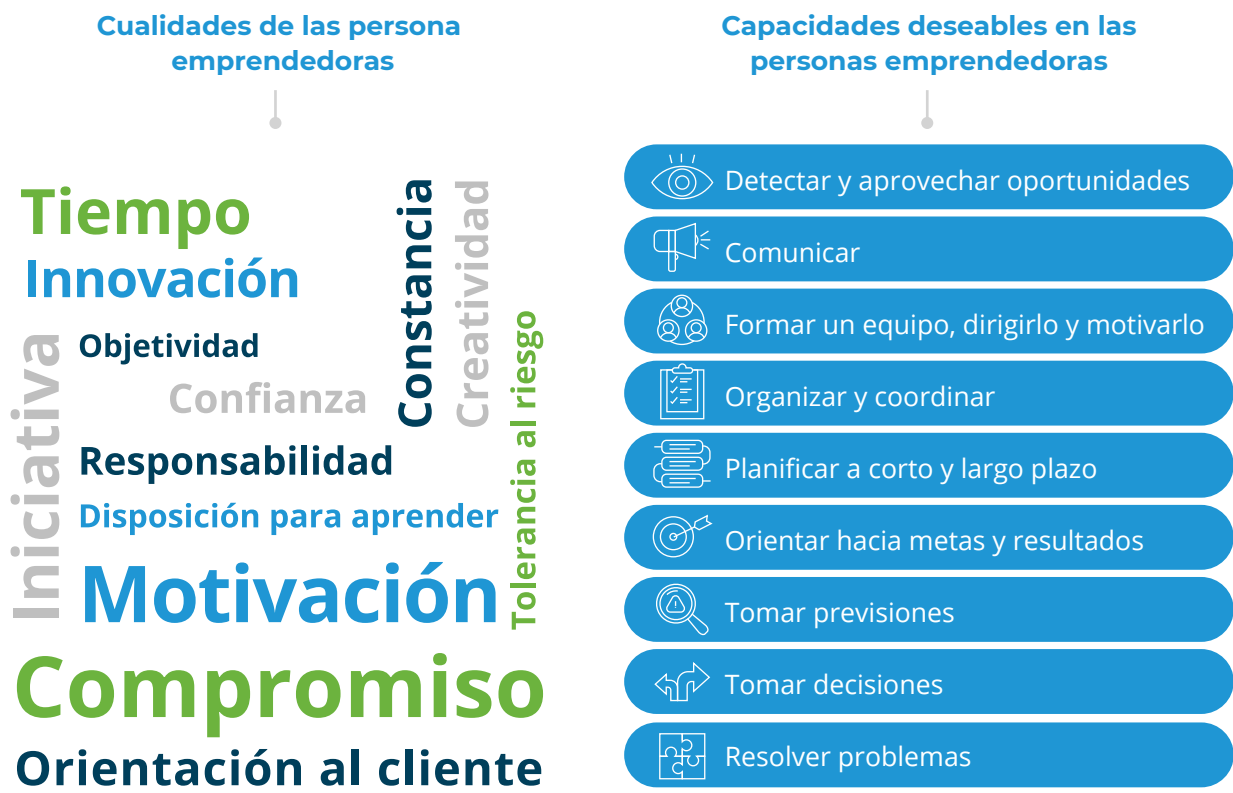 Cualidades de las persona
emprendedoras
Tiempo
Innovación
Objetividad
Confianza
Constancia
Creatividad
Iniciativa
Responsabilidad
Disposición para aprender
Tolerancia al riesgo
Motivación
Compromiso
Orientación al cliente
Capacidades deseables en las
personas emprendedoras
Detectar y aprovechar oportunidades
Comunicar
Formar un equipo, dirigirlo y motivarlo
Organizar y coordinar
Planificar a corto y largo plazo
Orientar hacia metas y resultados
Tomar previsiones
Tomar decisiones
Resolver problemas